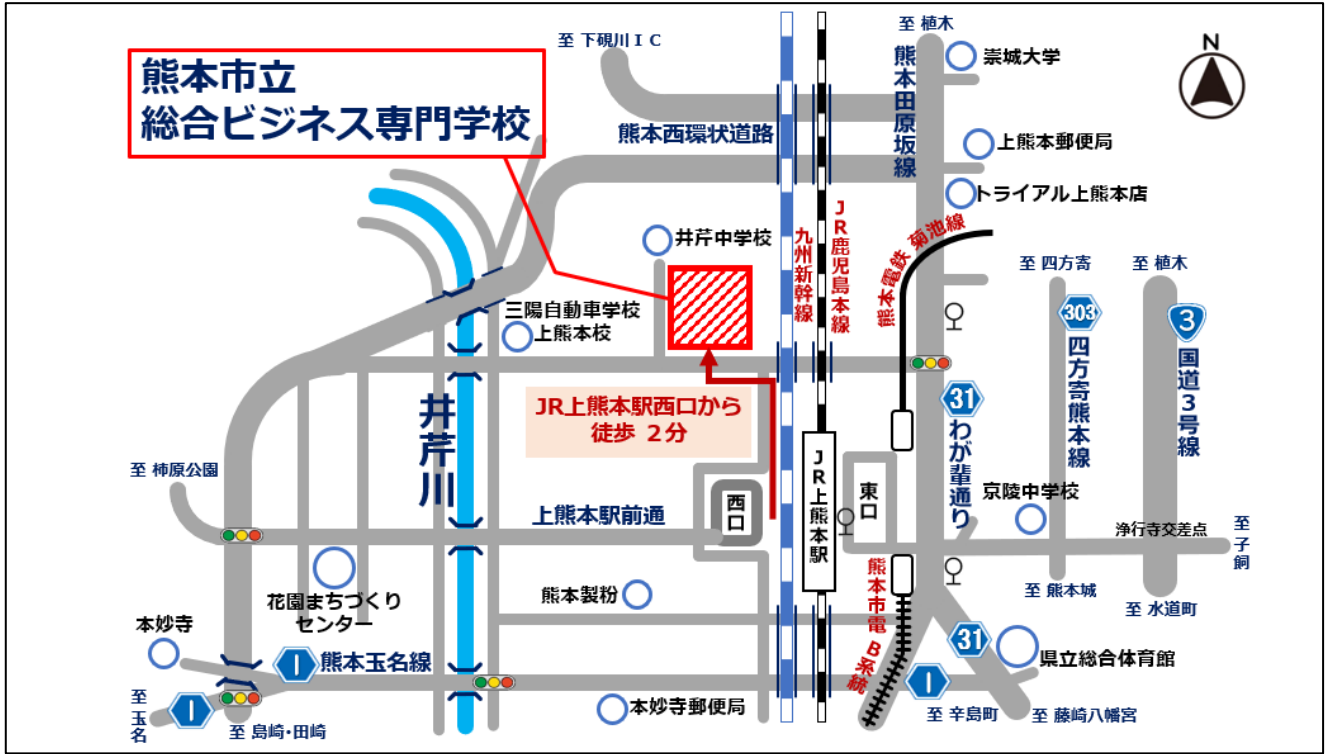 熊本市立
総合ビジネス専門学校
至 下硯川ＩＣ
至 植木
N
崇城大学
熊本田原坂線
熊本西環状道路
上熊本郵便局
トライアル上熊本店
井芹中学校
九州新幹線
ＪＲ鹿児島本線
熊本電鉄 菊池線
至 四方寄
至 植木
303
四方寄熊本線
3
国道３号線
三陽自動車学校
上熊本校
JR上熊本駅西口から
徒歩 ２分
井芹川
31
わが輩通り
至 柿原公園
上熊本駅前通
西口
ＪＲ上熊本駅
東口
京陵中学校
浄行寺交差点
至 子飼
花園まちづくり
センター
熊本製粉
熊本市電 Ｂ系統
至 熊本城
至 水道町
本妙寺
1
熊本玉名線
31
県立総合体育館
至 玉名
1
至 島崎・田崎
本妙寺郵便局
1
至 辛島町
至 藤崎八幡宮